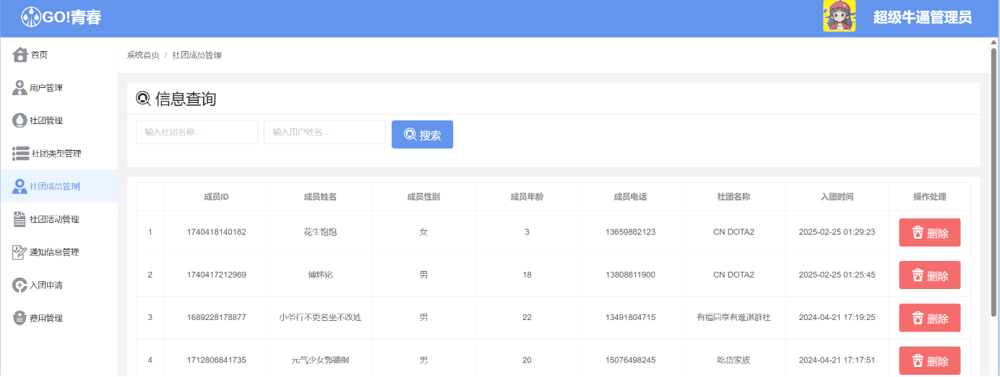 GO!青春
超级牛逼管理员
首页
用户管理
社团管理
社团类型管理
社团成员管理
社团活动管理
通知信息管理
入团申请
费用管理
系统首页 / 社团成员管理
信息查询
输入社团名称... 输入用户姓名... 搜索
成员ID 成员姓名 成员性别 成员年龄 成员电话 社团名称 入团时间 操作处理
1 1740418140162 花生饱饱 女 3 13659862123 CN DOTA2 2025-02-25 01:29:23 删除
2 1740417212969 傅炜铭 男 18 13808611900 CN DOTA2 2025-02-25 01:25:45 删除
3 1689228178877 小爷行不更名坐不改姓 男 22 13491804715 有福同享有难退群社 2024-04-21 17:19:25 删除
4 1712806841735 元气少女郭德纲 男 20 15076498245 吃货家族 2024-04-21 17:17:51 删除